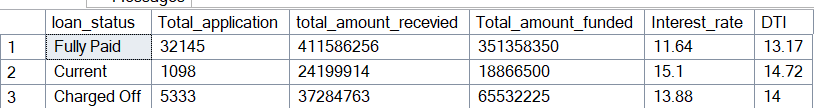 loan_status Total_application total_amount_recevied Total_amount_funded Interest_rate DTI
1 Fully Paid 32145 411586256 351358350 11.64 13.17
2 Current 1098 24199914 18866500 15.1 14.72
3 Charged Off 5333 37284763 65532225 13.88 14